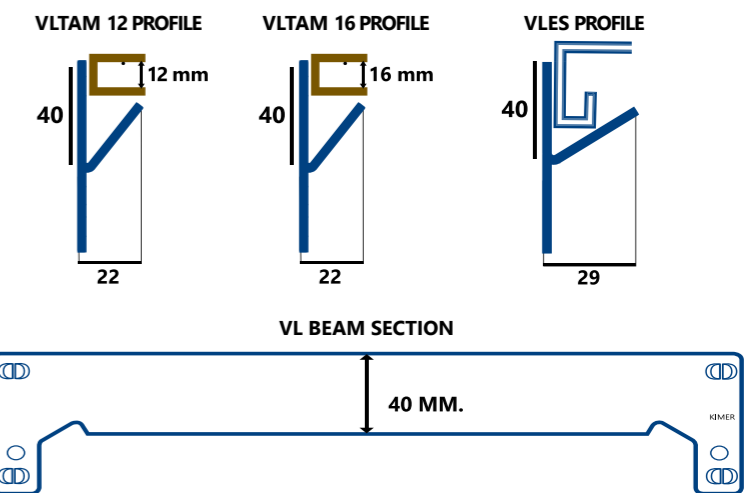 VLTAM 12 PROFILE
VLTAM 16 PROFILE
VLES PROFILE
12 mm
16 mm
40
40
40
22
22
29
VL BEAM SECTION
40 MM.
KIMER